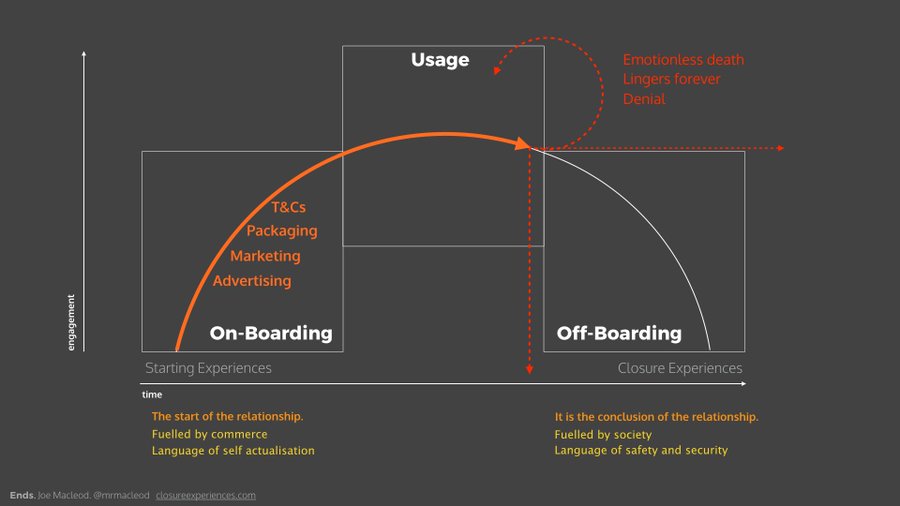 Usage
Emotionless death
Lingers forever
Denial
T&Cs
Packaging
Marketing
Advertising
engagement
On-Boarding
Off-Boarding
Starting Experiences
Closure Experiences
time
The start of the relationship.
Fuelled by commerce
Language of self actualisation
It is the conclusion of the relationship.
Fuelled by society
Language of safety and security
Ends. Joe Macleod. @mrmacleod closureexperiences.com